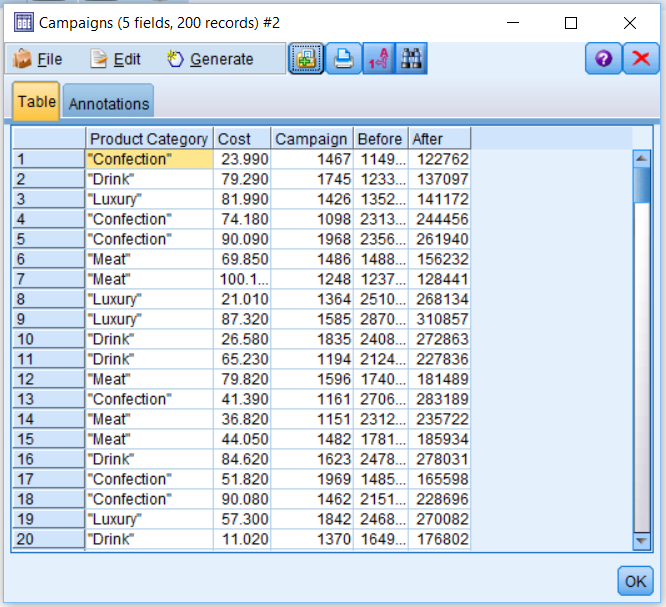 Campaigns (5 fields, 200 records) #2
File Edit Generate
Table Annotations
Product Category Cost Campaign Before After
1 "Confection" 23.990 1467 1149... 122762
2 "Drink" 79.290 1745 1233... 137097
3 "Luxury" 81.990 1426 1352... 141172
4 "Confection" 74.180 1098 2313... 244456
5 "Confection" 90.090 1968 2356... 261940
6 "Meat" 69.850 1486 1488... 156232
7 "Meat" 100.1... 1248 1237... 128441
8 "Luxury" 21.010 1364 2510... 268134
9 "Luxury" 87.320 1585 2870... 310857
10 "Drink" 26.580 1835 2408... 272863
11 "Drink" 65.230 1194 2124... 227836
12 "Meat" 79.820 1596 1740... 181489
13 "Confection" 41.390 1161 2706... 283189
14 "Meat" 36.820 1151 2312... 235722
15 "Meat" 44.050 1482 1781... 185934
16 "Drink" 84.620 1623 2478... 278031
17 "Confection" 51.820 1969 1485... 165598
18 "Confection" 90.080 1462 2151... 228696
19 "Luxury" 57.300 1842 2468... 270082
20 "Drink" 11.020 1370 1649... 176802
OK